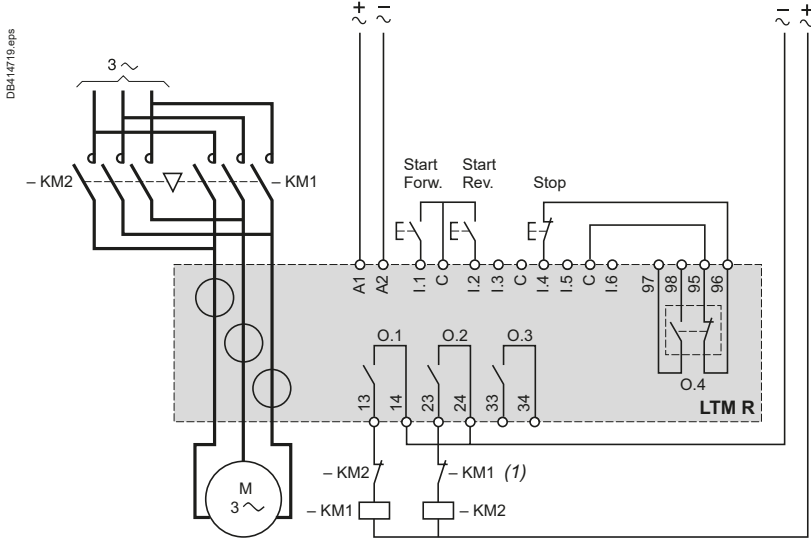 DB414719.eps
+ −
∼ ∼
− +
∼ ∼
3 ∼
Start
Forw.
Start
Rev.
Stop
– KM2
– KM1
A1
A2
I.1
C
I.2
I.3
C
I.4
I.5
C
I.6
97
98
95
96
O.1
O.2
O.3
O.4
13
14
23
24
33
34
LTM R
– KM2
– KM1 (1)
– KM1
– KM2
M
3 ∼